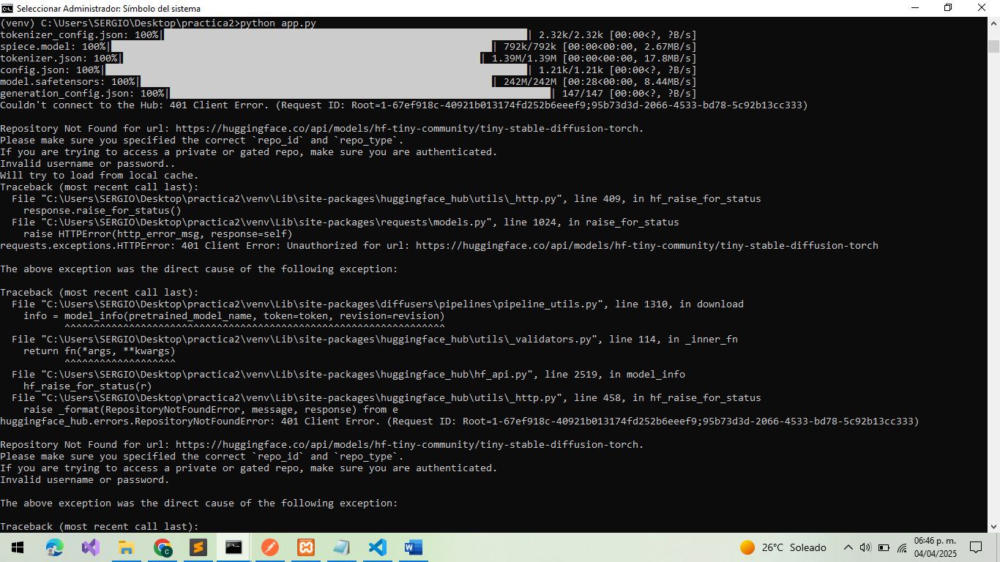 Seleccionar Administrador: Símbolo del sistema
(venv) C:\Users\SERGIO\Desktop\practica2>python app.py
tokenizer_config.json: 100%| | 2.32k/2.32k [00:00<?, ?B/s]
spiece.model: 100%| | 792k/792k [00:00<00:00, 2.67MB/s]
tokenizer.json: 100%| | 1.39M/1.39M [00:00<00:00, 17.8MB/s]
config.json: 100%| | 1.21k/1.21k [00:00<?, ?B/s]
model.safetensors: 100%| | 242M/242M [00:28<00:00, 8.44MB/s]
generation_config.json: 100%| | 147/147 [00:00<?, ?B/s]
Couldn't connect to the Hub: 401 Client Error. (Request ID: Root=1-67ef918c-40921b013174fd252b6eeef9;95b73d3d-2066-4533-bd78-5c92b13cc333)
Repository Not Found for url: https://huggingface.co/api/models/hf-tiny-community/tiny-stable-diffusion-torch.
Please make sure you specified the correct `repo_id` and `repo_type`.
If you are trying to access a private or gated repo, make sure you are authenticated.
Invalid username or password..
Will try to load from local cache.
Traceback (most recent call last):
  File "C:\Users\SERGIO\Desktop\practica2\venv\Lib\site-packages\huggingface_hub\utils\_http.py", line 409, in hf_raise_for_status
    response.raise_for_status()
  File "C:\Users\SERGIO\Desktop\practica2\venv\Lib\site-packages\requests\models.py", line 1024, in raise_for_status
    raise HTTPError(http_error_msg, response=self)
requests.exceptions.HTTPError: 401 Client Error: Unauthorized for url: https://huggingface.co/api/models/hf-tiny-community/tiny-stable-diffusion-torch
The above exception was the direct cause of the following exception:
Traceback (most recent call last):
  File "C:\Users\SERGIO\Desktop\practica2\venv\Lib\site-packages\diffusers\pipelines\pipeline_utils.py", line 1310, in download
    info = model_info(pretrained_model_name, token=token, revision=revision)
           ^^^^^^^^^^^^^^^^^^^^^^^^^^^^^^^^^^^^^^^^^^^^^^^^^^^^^^^^^^^^^^^^^
  File "C:\Users\SERGIO\Desktop\practica2\venv\Lib\site-packages\huggingface_hub\utils\_validators.py", line 114, in _inner_fn
    return fn(*args, **kwargs)
           ^^^^^^^^^^^^^^^^^^^
  File "C:\Users\SERGIO\Desktop\practica2\venv\Lib\site-packages\huggingface_hub\hf_api.py", line 2519, in model_info
    hf_raise_for_status(r)
  File "C:\Users\SERGIO\Desktop\practica2\venv\Lib\site-packages\huggingface_hub\utils\_http.py", line 458, in hf_raise_for_status
    raise _format(RepositoryNotFoundError, message, response) from e
huggingface_hub.errors.RepositoryNotFoundError: 401 Client Error. (Request ID: Root=1-67ef918c-40921b013174fd252b6eeef9;95b73d3d-2066-4533-bd78-5c92b13cc333)
Repository Not Found for url: https://huggingface.co/api/models/hf-tiny-community/tiny-stable-diffusion-torch.
Please make sure you specified the correct `repo_id` and `repo_type`.
If you are trying to access a private or gated repo, make sure you are authenticated.
Invalid username or password.
The above exception was the direct cause of the following exception:
Traceback (most recent call last):
26°C Soleado
06:46 p. m.
04/04/2025